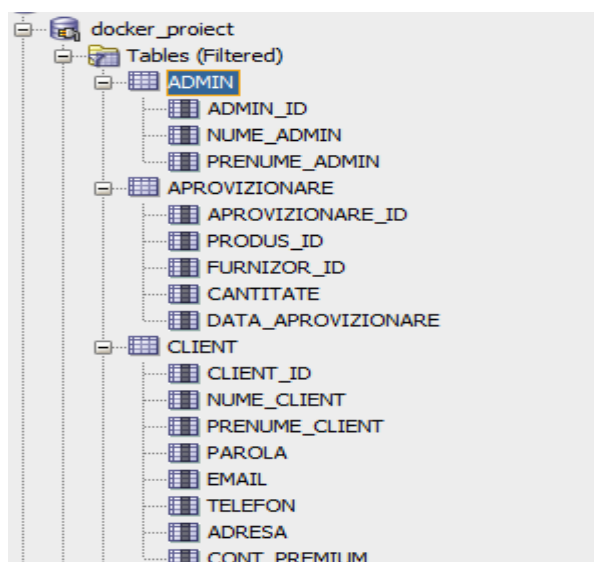 docker_proiect
Tables (Filtered)
ADMIN
ADMIN_ID
NUME_ADMIN
PRENUME_ADMIN
APROVIZIONARE
APROVIZIONARE_ID
PRODUS_ID
FURNIZOR_ID
CANTITATE
DATA_APROVIZIONARE
CLIENT
CLIENT_ID
NUME_CLIENT
PRENUME_CLIENT
PAROLA
EMAIL
TELEFON
ADRESA
CONT_PREMIUM